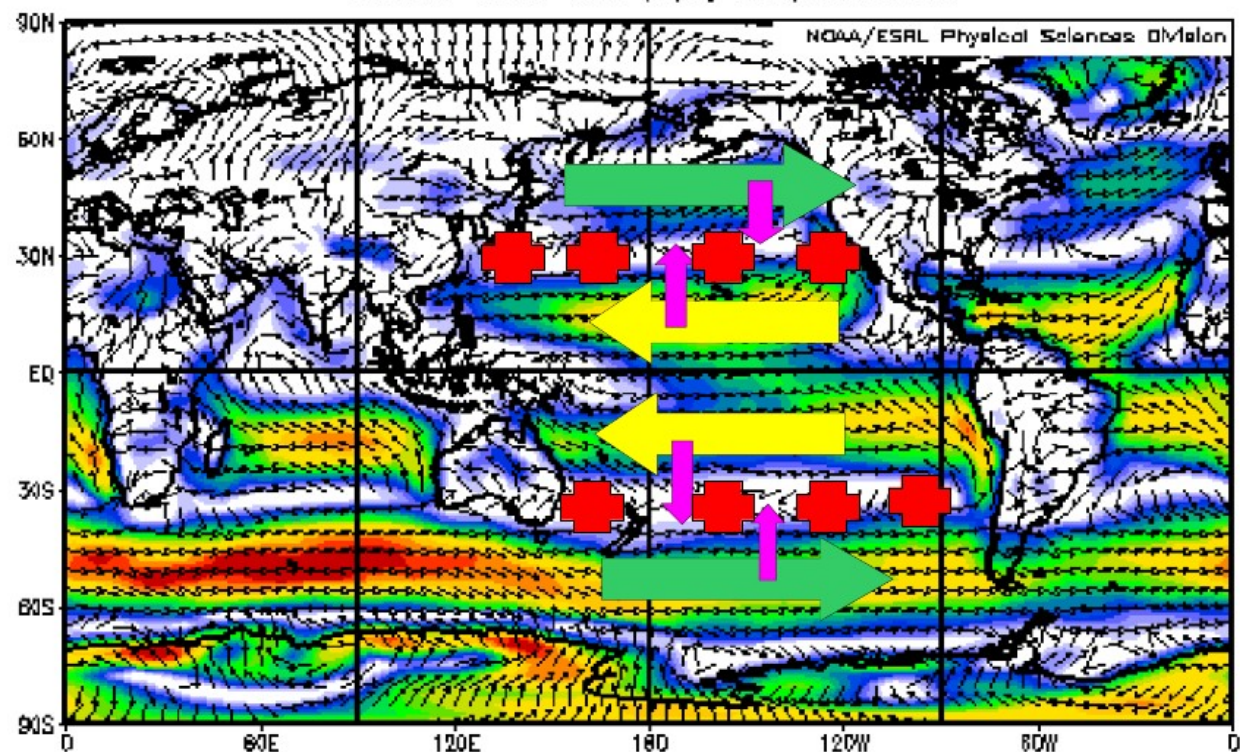 90N
NOAA/ESRL Physical Sciences Division
60N
30N
EQ
30S
60S
90S
0 60E 120E 180 120W 60W 0